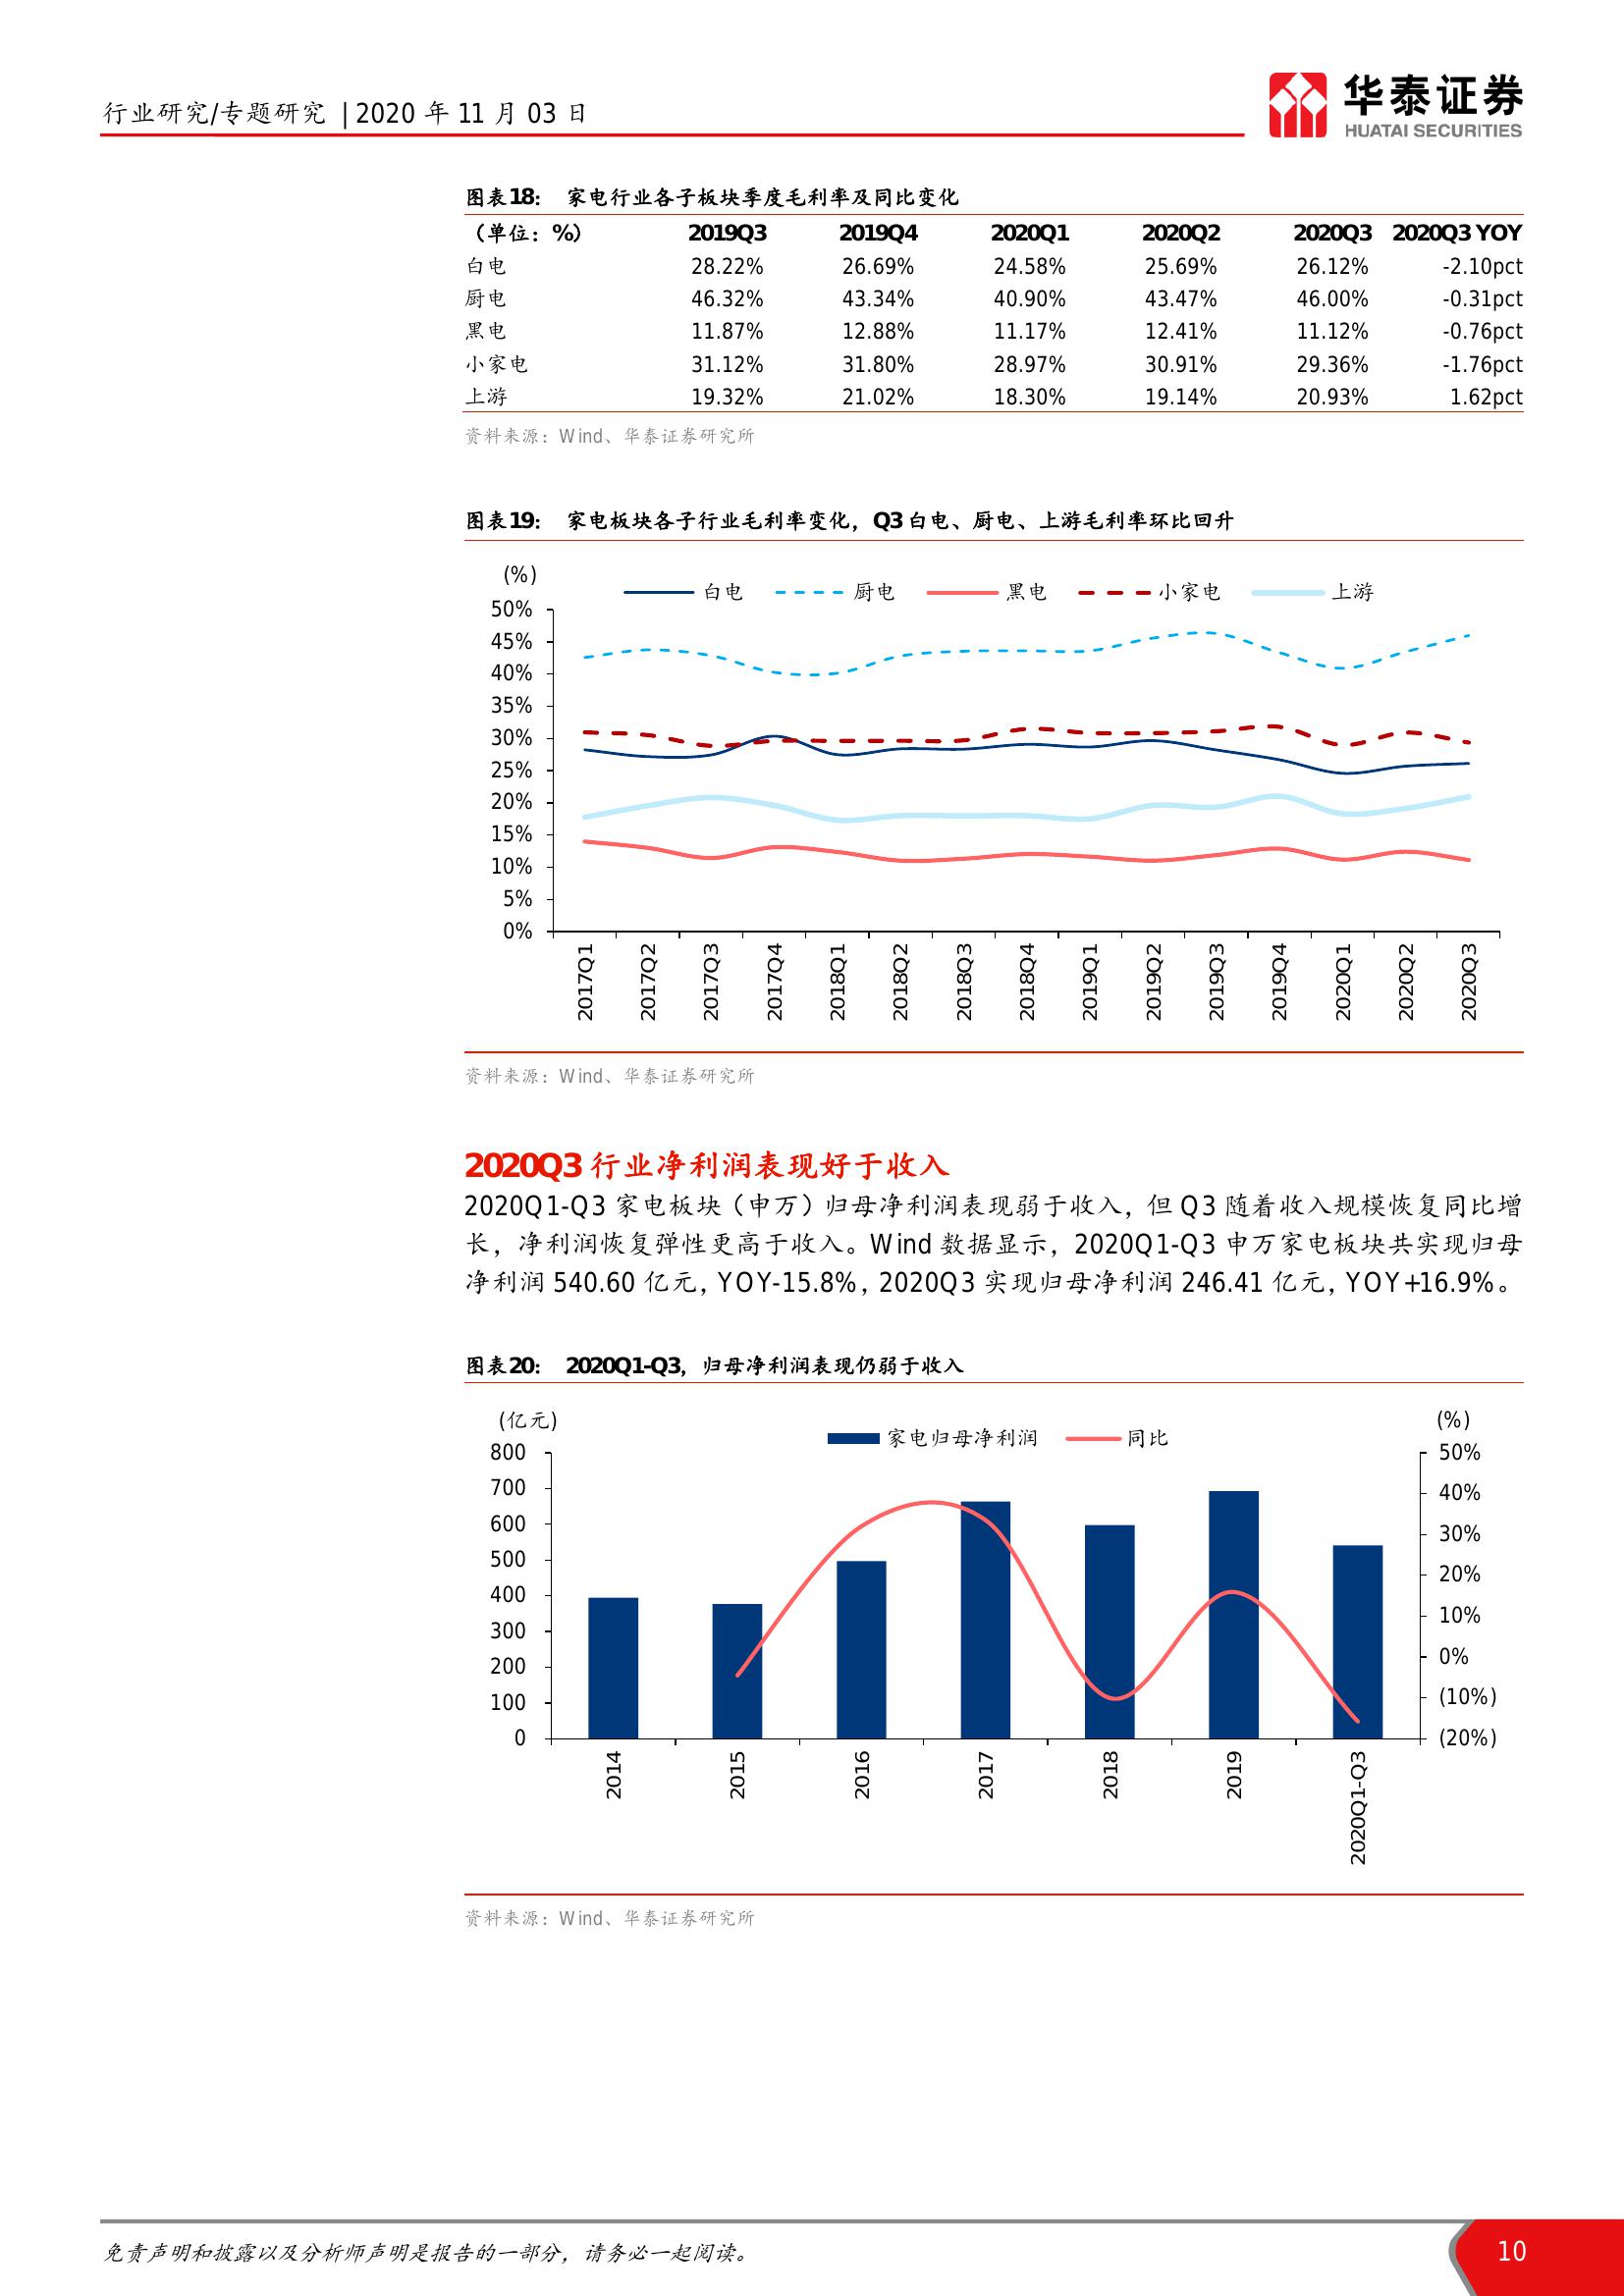 行业研究/专题研究 | 2020 年 11 月 03 日
华泰证券
HUATAI SECURITIES
图表18： 家电行业各子板块季度毛利率及同比变化
（单位：%） 2019Q3 2019Q4 2020Q1 2020Q2 2020Q3 2020Q3 YOY
白电 28.22% 26.69% 24.58% 25.69% 26.12% -2.10pct
厨电 46.32% 43.34% 40.90% 43.47% 46.00% -0.31pct
黑电 11.87% 12.88% 11.17% 12.41% 11.12% -0.76pct
小家电 31.12% 31.80% 28.97% 30.91% 29.36% -1.76pct
上游 19.32% 21.02% 18.30% 19.14% 20.93% 1.62pct
资料来源：Wind、华泰证券研究所
图表19： 家电板块各子行业毛利率变化，Q3 白电、厨电、上游毛利率环比回升
(%)
白电 厨电 黑电 小家电 上游
50%
45%
40%
35%
30%
25%
20%
15%
10%
5%
0%
2017Q1 2017Q2 2017Q3 2017Q4 2018Q1 2018Q2 2018Q3 2018Q4 2019Q1 2019Q2 2019Q3 2019Q4 2020Q1 2020Q2 2020Q3
资料来源：Wind、华泰证券研究所
2020Q3 行业净利润表现好于收入
2020Q1-Q3 家电板块（申万）归母净利润表现弱于收入，但 Q3 随着收入规模恢复同比增
长，净利润恢复弹性更高于收入。Wind 数据显示，2020Q1-Q3 申万家电板块共实现归母
净利润 540.60 亿元，YOY-15.8%，2020Q3 实现归母净利润 246.41 亿元，YOY+16.9%。
图表20： 2020Q1-Q3，归母净利润表现仍弱于收入
(亿元) (%)
家电归母净利润 同比
800 50%
700 40%
600 30%
500 20%
400 10%
300 0%
200 (10%)
100 (20%)
0
2014 2015 2016 2017 2018 2019 2020Q1-Q3
资料来源：Wind、华泰证券研究所
免责声明和披露以及分析师声明是报告的一部分，请务必一起阅读。 10